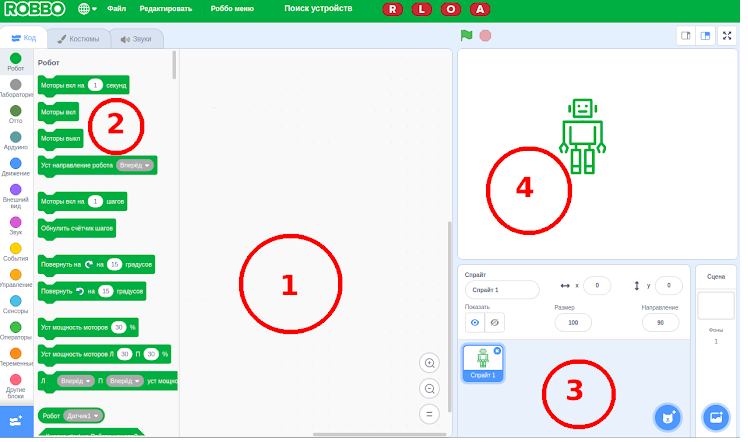 ROBBO Файл Редактировать Роббо меню Поиск устройств R L O A
Код Костюмы Звуки
Робот
Лаборатория
Отто
Ардуино
Движение
Внешний
вид
Звук
События
Управление
Сенсоры
Операторы
Переменные
Другие
блоки
Робот
Моторы вкл на 1 секунд
Моторы вкл
Моторы выкл
Уст направление робота Вперёд
Моторы вкл на 1 шагов
Обнулить счётчик шагов
Повернуть на на 15 градусов
Повернуть на 15 градусов
Уст мощность моторов 30 %
Уст мощность моторов Л 30 П 30 %
Л Вперёд П Вперёд уст мощно
Робот Датчик1
2
1
4
3
Спрайт
Спрайт 1 x 0 y 0
Показать Размер Направление
100 90
Спрайт 1
Сцена
Фоны
1